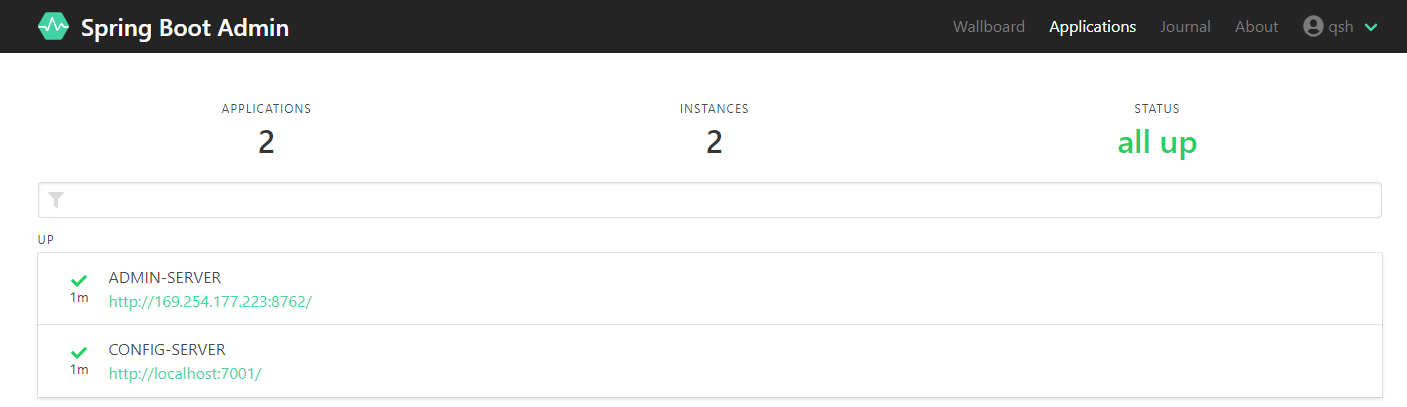 Spring Boot Admin Wallboard Applications Journal About qsh
APPLICATIONS INSTANCES STATUS
2 2 all up
UP
ADMIN-SERVER
1m http://169.254.177.223:8762/
CONFIG-SERVER
1m http://localhost:7001/